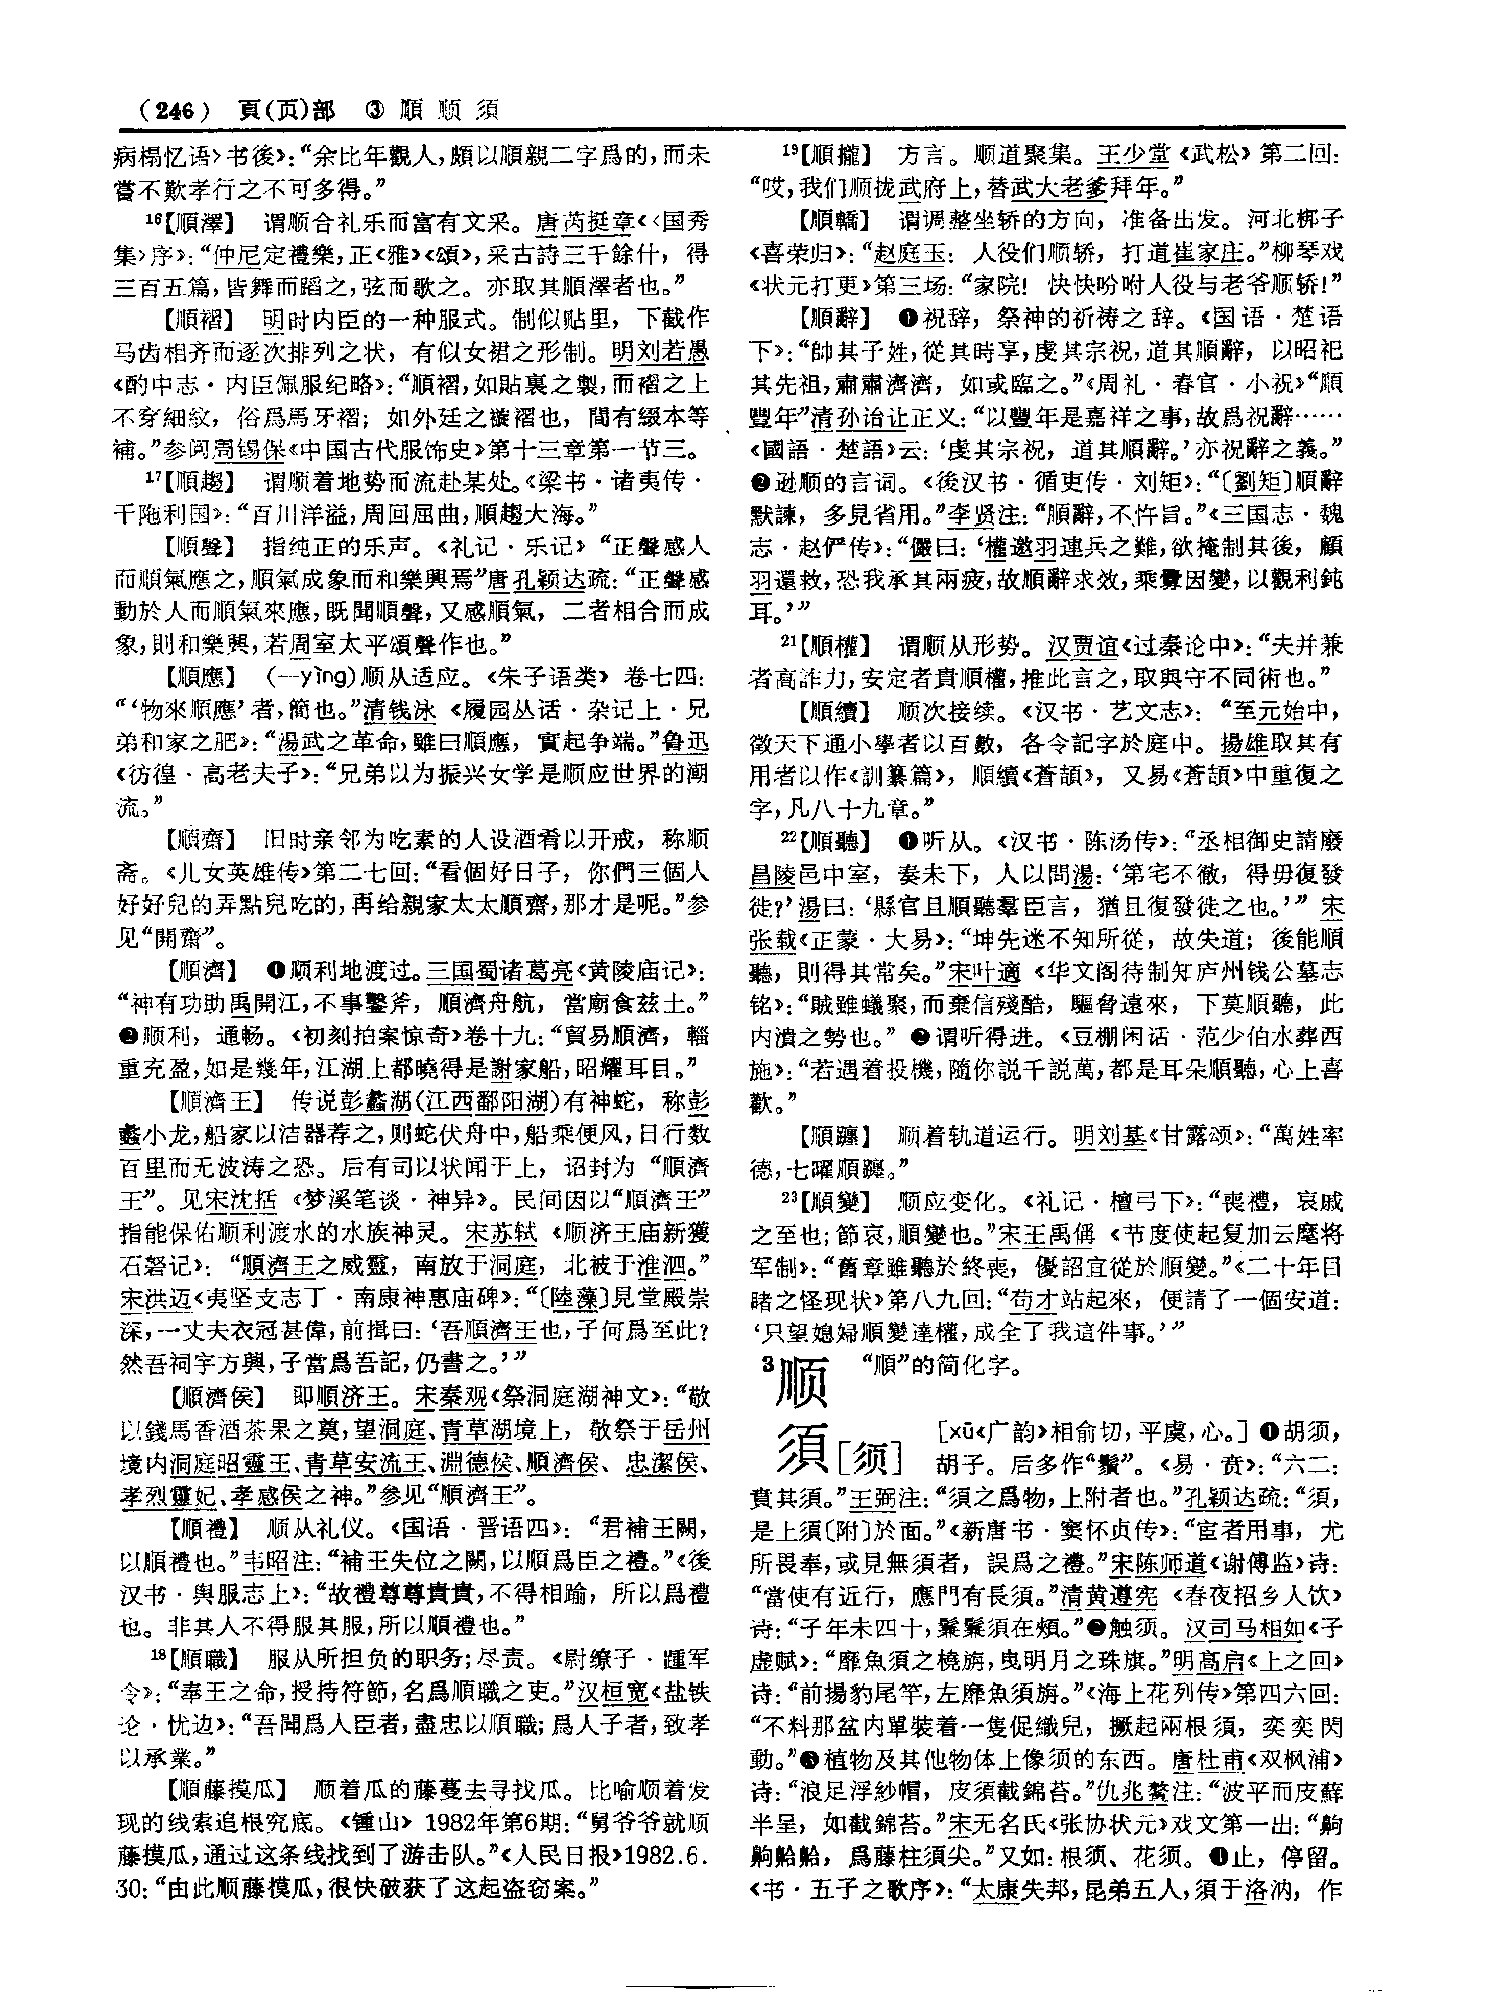 (246) 頁(页)部 ③ 順 顺 須
病榻忆语〉书後》：“余比年觀人，頗以順親二字爲的，而未
嘗不歎孝行之不可多得。”
¹⁶【順澤】 谓顺合礼乐而富有文采。唐芮挺章《〈国秀
集〉序》：“仲尼定禮樂，正《雅》《頌》，采古詩三千餘什，得
三百五篇，皆舞而蹈之，弦而歌之。亦取其順澤者也。”
【順褶】 明时内臣的一种服式。制似贴里，下截作
马齿相齐而逐次排列之状，有似女裙之形制。明刘若愚
《酌中志·内臣佩服纪略》：“順褶，如貼裏之製，而褶之上
不穿細紋，俗爲馬牙褶；如外廷之䙱褶也，間有綴本等
補。”参阅周锡保《中国古代服饰史》第十三章第一节三。
¹⁷【順趨】 谓顺着地势而流赴某处。《梁书·诸夷传·
干陁利国》：“百川洋溢，周回屈曲，順趨大海。”
【順聲】 指纯正的乐声。《礼记·乐记》“正聲感人
而順氣應之，順氣成象而和樂興焉”唐孔颖达疏：“正聲感
動於人而順氣來應，既聞順聲，又感順氣，二者相合而成
象，則和樂興，若周室太平頌聲作也。”
【順應】 (—yìng)顺从适应。《朱子语类》卷七四：
“‘物來順應’者，簡也。”清钱泳《履园丛话·杂记上·兄
弟和家之肥》：“湯武之革命，雖曰順應，實起争端。”鲁迅
《彷徨·高老夫子》：“兄弟以为振兴女学是顺应世界的潮
流。”
【順齋】 旧时亲邻为吃素的人设酒肴以开戒，称顺
斋。《儿女英雄传》第二七回：“看個好日子，你們三個人
好好兒的弄點兒吃的，再给親家太太順齋，那才是呢。”参
见“開齋”。
【順濟】 ❶顺利地渡过。三国蜀诸葛亮《黄陵庙记》：
“神有功助禹開江，不事鑿斧，順濟舟航，當廟食兹土。”
❷顺利，通畅。《初刻拍案惊奇》卷十九：“貿易順濟，輜
重充盈，如是幾年，江湖上都曉得是謝家船，昭耀耳目。”
【順濟王】 传说彭蠡湖(江西鄱阳湖)有神蛇，称彭
蠡小龙，船家以洁器荐之，则蛇伏舟中，船乘便风，日行数
百里而无波涛之恐。后有司以状闻于上，诏封为“順濟
王”。见宋沈括《梦溪笔谈·神异》。民间因以“順濟王”
指能保佑顺利渡水的水族神灵。宋苏轼《顺济王庙新獲
石砮记》：“順濟王之威靈，南放于洞庭，北被于淮泗。”
宋洪迈《夷坚支志丁·南康神惠庙碑》：“〔陸藻〕見堂殿崇
深，一丈夫衣冠甚偉，前揖曰：‘吾順濟王也，子何爲至此？
然吾祠宇方興，子當爲吾記，仍書之。’”
【順濟侯】 即順济王。宋秦观《祭洞庭湖神文》：“敬
以錢馬香酒茶果之奠，望洞庭、青草湖境上，敬祭于岳州
境内洞庭昭靈王、青草安流王、淵德侯、順濟侯、忠潔侯、
孝烈靈妃、孝感侯之神。”参见“順濟王”。
【順禮】 顺从礼仪。《国语·晋语四》：“君補王闕，
以順禮也。”韦昭注：“補王失位之闕，以順爲臣之禮。”《後
汉书·舆服志上》：“故禮尊尊貴貴，不得相踰，所以爲禮
也。非其人不得服其服，所以順禮也。”
¹⁸【順職】 服从所担负的职务；尽责。《尉缭子·踵军
令》：“奉王之命，授持符節，名爲順職之吏。”汉桓宽《盐铁
论·忧边》：“吾聞爲人臣者，盡忠以順職；爲人子者，致孝
以承業。”
【順藤摸瓜】 顺着瓜的藤蔓去寻找瓜。比喻顺着发
现的线索追根究底。《锺山》1982年第6期：“舅爷爷就顺
藤摸瓜，通过这条线找到了游击队。”《人民日报》1982.6.
30：“由此顺藤摸瓜，很快破获了这起盗窃案。”
¹⁹【順攏】 方言。顺道聚集。王少堂《武松》第二回：
“哎，我们顺拢武府上，替武大老爹拜年。”
【順轎】 谓调整坐轿的方向，准备出发。河北梆子
《喜荣归》：“赵庭玉：人役们顺轿，打道崔家庄。”柳琴戏
《状元打更》第三场：“家院！快快吩咐人役与老爷顺轿！”
【順辭】 ❶祝辞，祭神的祈祷之辞。《国语·楚语
下》：“帥其子姓，從其時享，虔其宗祝，道其順辭，以昭祀
其先祖，肅肅濟濟，如或臨之。”《周礼·春官·小祝》“順
豐年”清孙诒让正义：“以豐年是嘉祥之事，故爲祝辭……
《國語·楚語》云：‘虔其宗祝，道其順辭。’亦祝辭之義。”
❷逊顺的言词。《後汉书·循吏传·刘矩》：“〔劉矩〕順辭
默諫，多見省用。”李贤注：“順辭，不忤旨。”《三国志·魏
志·赵俨传》：“儼曰：‘權邀羽連兵之難，欲掩制其後，顧
羽還救，恐我承其兩疲，故順辭求效，乘釁因變，以觀利鈍
耳。’”
²¹【順權】 谓顺从形势。汉贾谊《过秦论中》：“夫并兼
者高詐力，安定者貴順權，推此言之，取與守不同術也。”
【順續】 顺次接续。《汉书·艺文志》：“至元始中，
徵天下通小學者以百數，各令記字於庭中。揚雄取其有
用者以作《訓纂篇》，順續《蒼頡》，又易《蒼頡》中重復之
字，凡八十九章。”
²²【順聽】 ❶听从。《汉书·陈汤传》：“丞相御史請廢
昌陵邑中室，奏未下，人以問湯：‘第宅不徹，得毋復發
徙？’湯曰：‘縣官且順聽羣臣言，猶且復發徙之也。’”宋
张载《正蒙·大易》：“坤先迷不知所從，故失道；後能順
聽，則得其常矣。”宋叶適《华文阁待制知庐州钱公墓志
铭》：“賊雖蟻聚，而棄信殘酷，驅脅遠來，下莫順聽，此
内潰之勢也。”❷谓听得进。《豆棚闲话·范少伯水葬西
施》：“若遇着投機，隨你説千説萬，都是耳朵順聽，心上喜
歡。”
【順躔】 顺着轨道运行。明刘基《甘露颂》：“萬姓率
德，七曜順躔。”
²³【順變】 顺应变化。《礼记·檀弓下》：“喪禮，哀戚
之至也；節哀，順變也。”宋王禹偁《节度使起复加云麾将
军制》：“舊章雖聽於終喪，優詔宜從於順變。”《二十年目
睹之怪现状》第八九回：“苟才站起來，便請了一個安道：
‘只望媳婦順變達權，成全了我這件事。’”
³顺 “順”的简化字。
須[须] [xū《广韵》相俞切，平虞，心。]❶胡须，
胡子。后多作“鬚”。《易·贲》：“六二：
賁其須。”王弼注：“須之爲物，上附者也。”孔颖达疏：“須，
是上須〔附〕於面。”《新唐书·窦怀贞传》：“宦者用事，尤
所畏奉，或見無須者，誤爲之禮。”宋陈师道《谢傅监》诗：
“當使有近行，應門有長須。”清黄遵宪《春夜招乡人饮》
诗：“子年未四十，鬑鬑須在頰。”❷触须。汉司马相如《子
虚赋》：“靡魚須之橈旃，曳明月之珠旗。”明高启《上之回》
诗：“前揚豹尾竿，左靡魚須旃。”《海上花列传》第四六回：
“不料那盆内單裝着一隻促織兒，撅起兩根須，奕奕閃
動。”❸植物及其他物体上像须的东西。唐杜甫《双枫浦》
诗：“浪足浮紗帽，皮須截錦苔。”仇兆鳌注：“波平而皮蘚
半呈，如截錦苔。”宋无名氏《张协状元》戏文第一出：“齁
齁鮯鮯，爲藤柱須尖。”又如：根须、花须。❹止，停留。
《书·五子之歌序》：“太康失邦，昆弟五人，須于洛汭，作